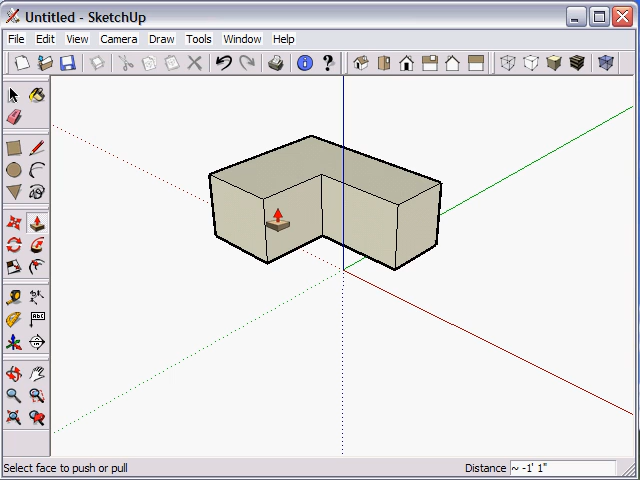 Untitled - SketchUp
File Edit View Camera Draw Tools Window Help
ABC
Select face to push or pull Distance ~ -1' 1"